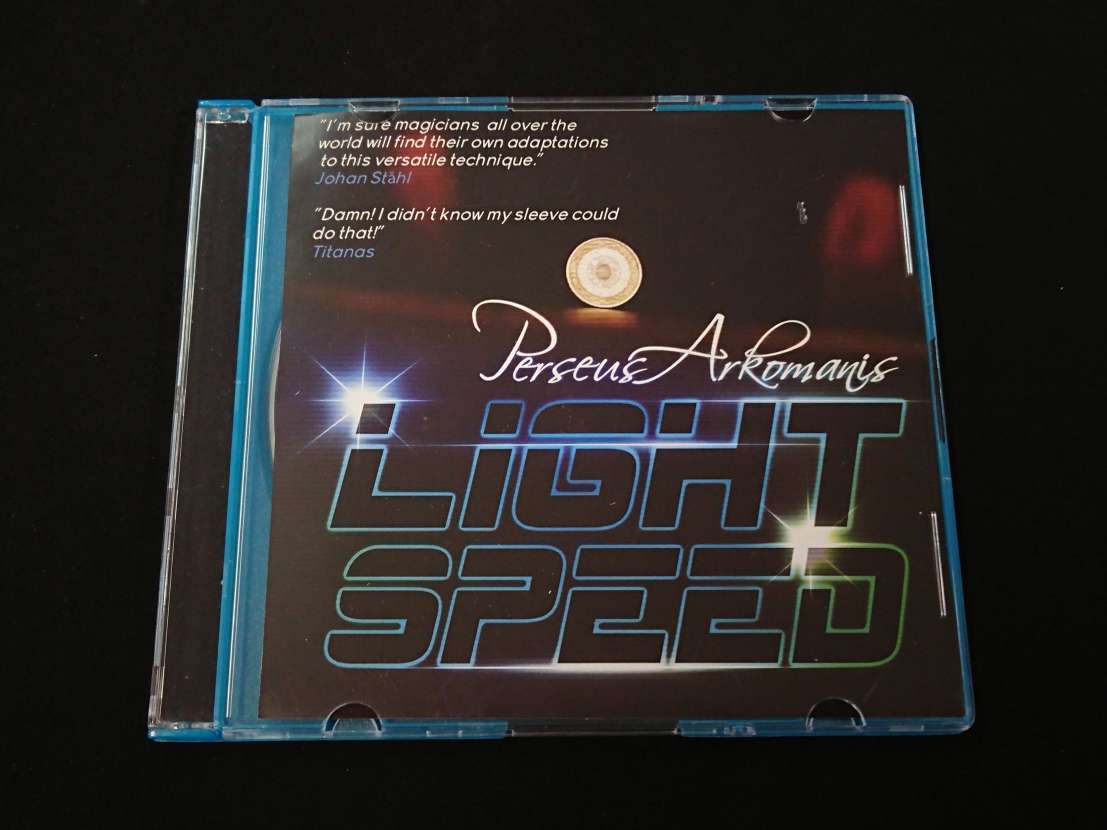 "I'm sure magicians all over the
world will find their own adaptations
to this versatile technique."
Johan Ståhl
"Damn! I didn't know my sleeve could
do that!"
Titanas
Perseus Arkomanis
LiGHT
SPEED